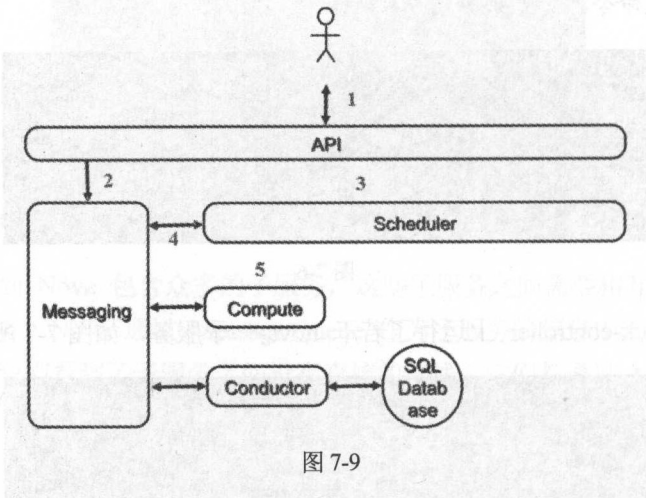 1
API
2
3
Scheduler
4
5
Messaging
Compute
Conductor
SQL
Datab
ase
图 7-9